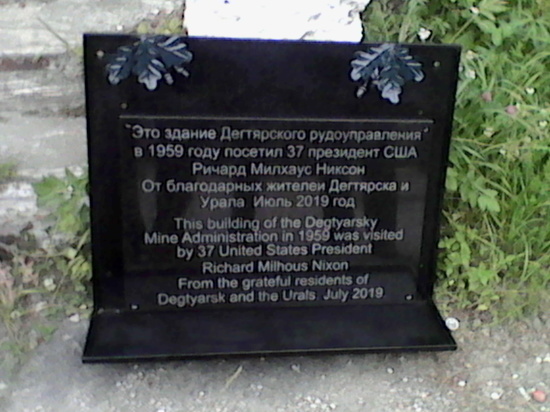 "Это здание Дегтярского рудоуправления"
в 1959 году посетил 37 президент США
Ричард Милхаус Никсон
От благодарных жителей Дегтярска и
Урала Июль 2019 год
This building of the Degtyarsky
Mine Administration in 1959 was visited
by 37 United States President
Richard Milhous Nixon
From the grateful residents of
Degtyarsk and the Urals July 2019